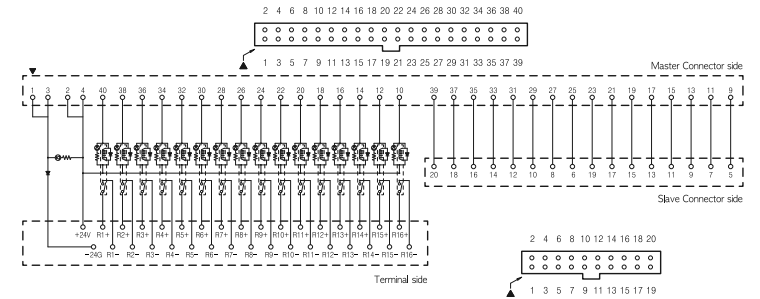 2 4 6 8 10 12 14 16 18 20 22 24 26 28 30 32 34 36 38 40
1 3 5 7 9 11 13 15 17 19 21 23 25 27 29 31 33 35 37 39
Master Connector side
1 3 2 4 40 38 36 34 32 30 28 26 24 22 20 18 16 14 12 10 39 37 35 33 31 29 27 25 23 21 19 17 15 13 11 9
20 18 16 14 12 10 8 6 19 17 15 13 11 9 7 5
Slave Connector side
+24V R1+ R2+ R3+ R4+ R5+ R6+ R7+ R8+ R9+ R10+ R11+ R12+ R13+ R14+ R15+ R16+
-24G R1- R2- R3- R4- R5- R6- R7- R8- R9- R10- R11- R12- R13- R14- R15- R16-
Terminal side
2 4 6 8 10 12 14 16 18 20
1 3 5 7 9 11 13 15 17 19